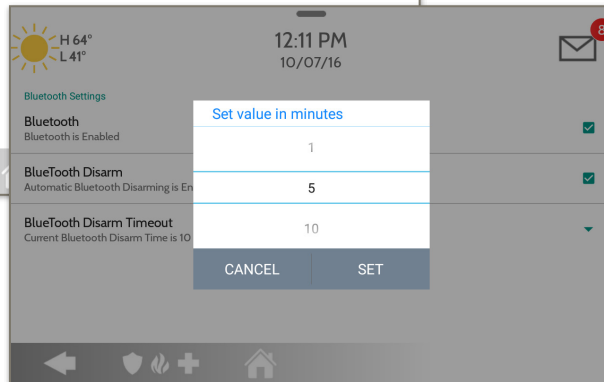 H 64°
L 41°
12:11 PM
10/07/16
8
Bluetooth Settings
Bluetooth
Bluetooth is Enabled
BlueTooth Disarm
Automatic Bluetooth Disarming is En
BlueTooth Disarm Timeout
Current Bluetooth Disarm Time is 10
Set value in minutes
1
5
10
CANCEL SET